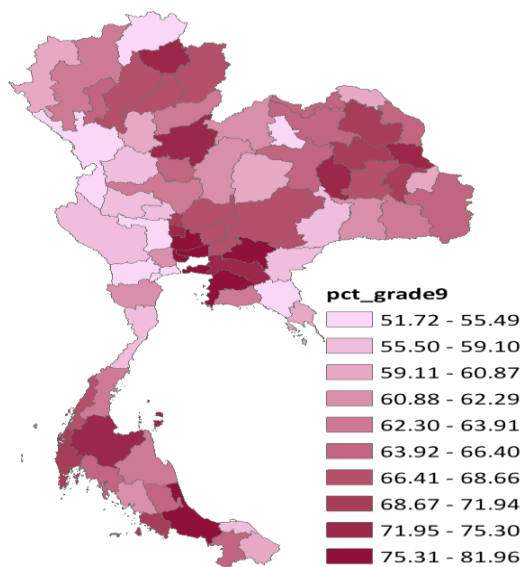 pct_grade9
51.72 - 55.49
55.50 - 59.10
59.11 - 60.87
60.88 - 62.29
62.30 - 63.91
63.92 - 66.40
66.41 - 68.66
68.67 - 71.94
71.95 - 75.30
75.31 - 81.96